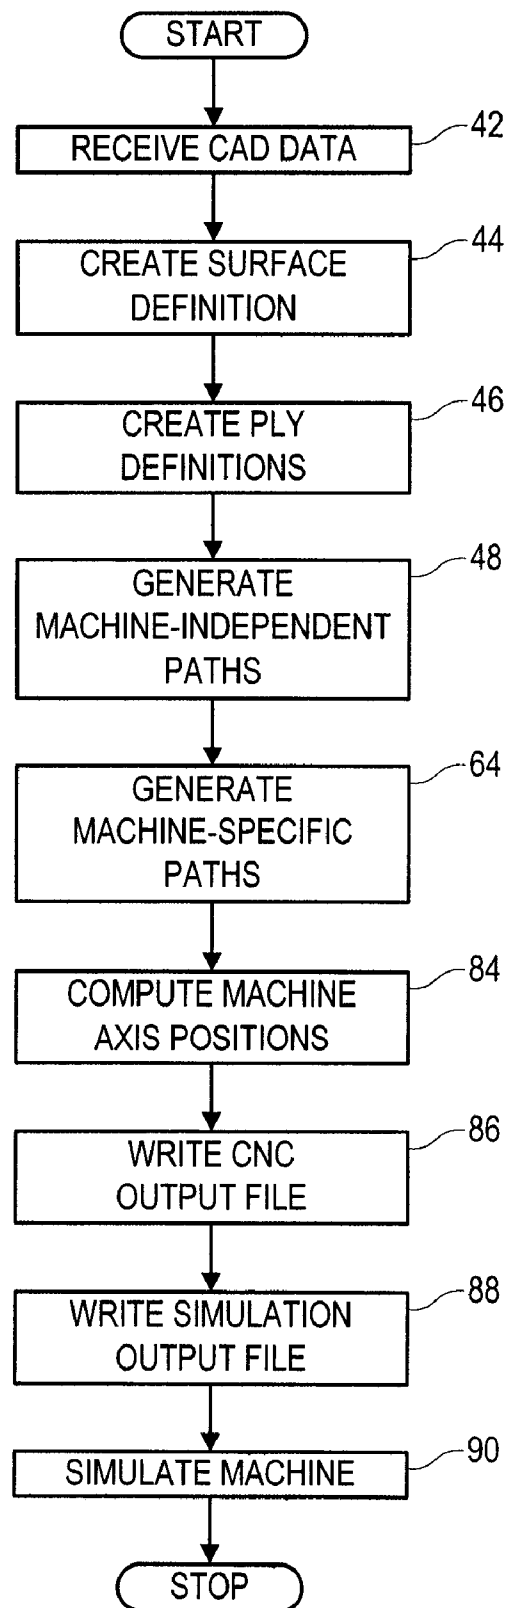 START
RECEIVE CAD DATA
42
CREATE SURFACE
DEFINITION
44
CREATE PLY
DEFINITIONS
46
GENERATE
MACHINE-INDEPENDENT
PATHS
48
GENERATE
MACHINE-SPECIFIC
PATHS
64
COMPUTE MACHINE
AXIS POSITIONS
84
WRITE CNC
OUTPUT FILE
86
WRITE SIMULATION
OUTPUT FILE
88
SIMULATE MACHINE
90
STOP